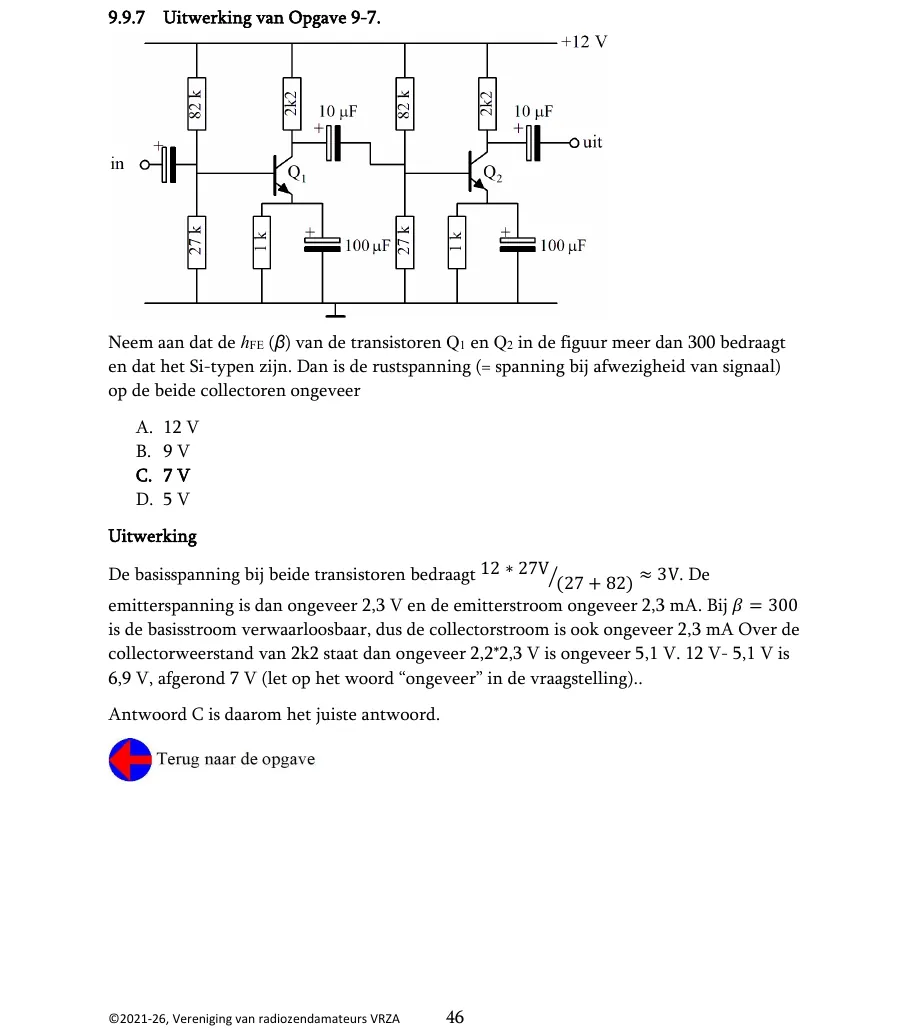 9.9.7 Uitwerking van Opgave 9-7.
+12 V
82 k
2k2
10 µF
82 k
2k2
10 µF
+
+
+
uit
in
Q1
Q2
27 k
1 k
+
100 µF
27 k
1 k
+
100 µF
Neem aan dat de hFE (β) van de transistoren Q1 en Q2 in de figuur meer dan 300 bedraagt
en dat het Si-typen zijn. Dan is de rustspanning (= spanning bij afwezigheid van signaal)
op de beide collectoren ongeveer
A. 12 V
B. 9 V
C. 7 V
D. 5 V
Uitwerking
De basisspanning bij beide transistoren bedraagt 12 * 27V/(27 + 82) ≈ 3V. De
emitterspanning is dan ongeveer 2,3 V en de emitterstroom ongeveer 2,3 mA. Bij β = 300
is de basisstroom verwaarloosbaar, dus de collectorstroom is ook ongeveer 2,3 mA Over de
collectorweerstand van 2k2 staat dan ongeveer 2,2*2,3 V is ongeveer 5,1 V. 12 V- 5,1 V is
6,9 V, afgerond 7 V (let op het woord “ongeveer” in de vraagstelling)..
Antwoord C is daarom het juiste antwoord.
Terug naar de opgave
©2021-26, Vereniging van radiozendamateurs VRZA 46